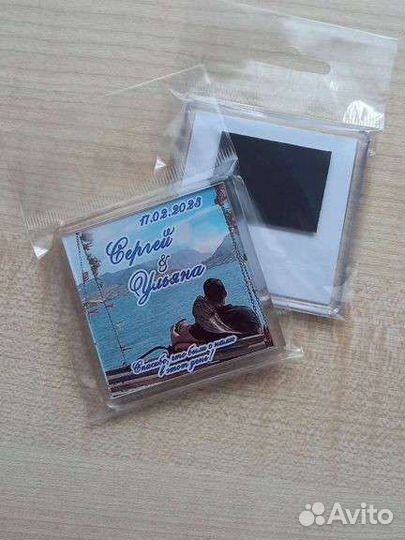 17.02.2023
Сергей
&
Ульяна
Спасибо, что были с нами
в этот день!
Avito